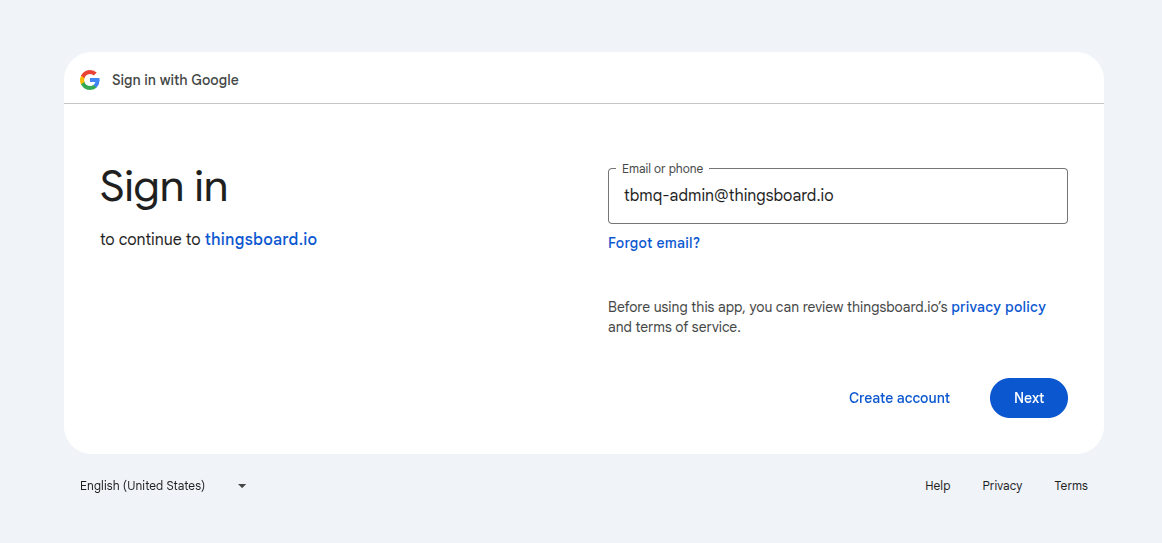 Sign in with Google
Sign in
to continue to thingsboard.io
Email or phone
tbmq-admin@thingsboard.io
Forgot email?
Before using this app, you can review thingsboard.io’s privacy policy
and terms of service.
Create account
Next
English (United States)
Help
Privacy
Terms